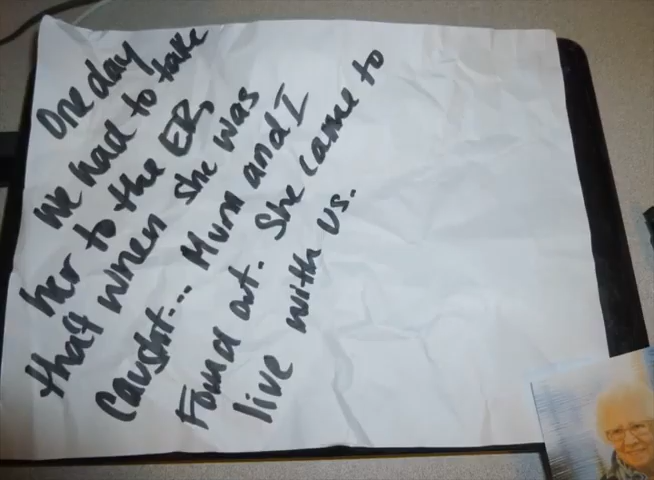 One day
We had to take
her to the ER,
that when she was
caught... Mum and I
Found out. She came to
live with us.